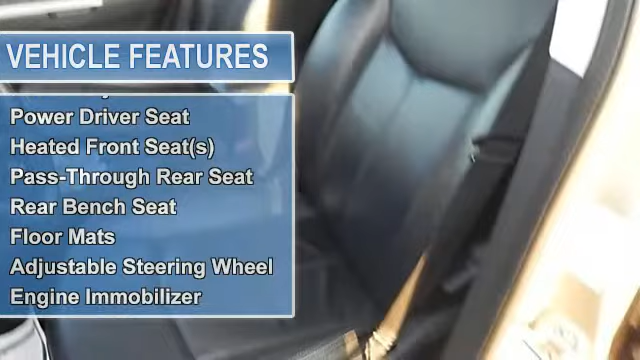 VEHICLE FEATURES
Power Driver Seat
Heated Front Seat(s)
Pass-Through Rear Seat
Rear Bench Seat
Floor Mats
Adjustable Steering Wheel
Engine Immobilizer